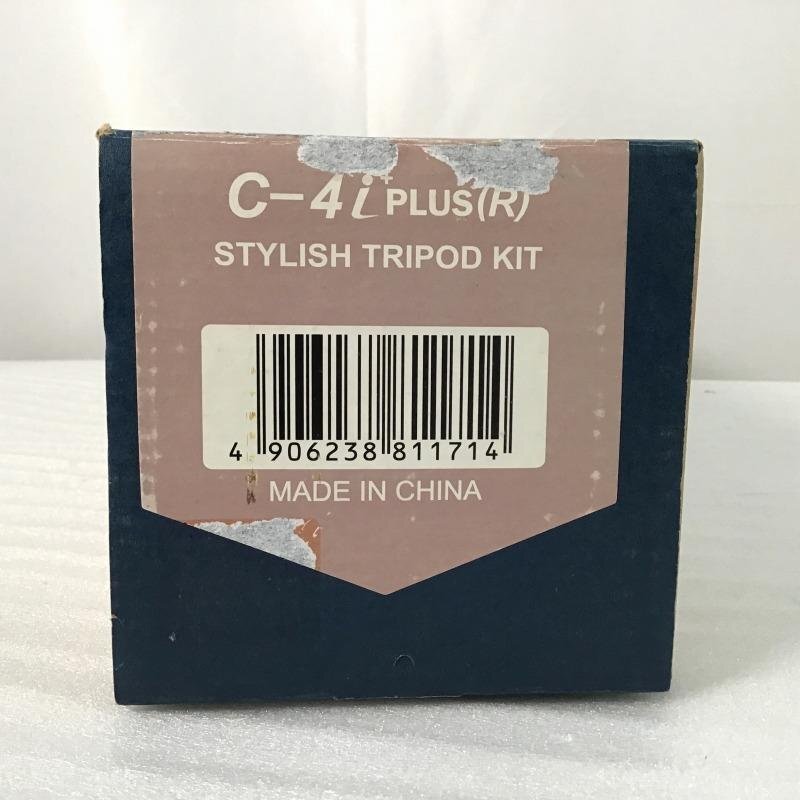 C-4i+ PLUS(R)
STYLISH TRIPOD KIT
4 906238 811714
MADE IN CHINA